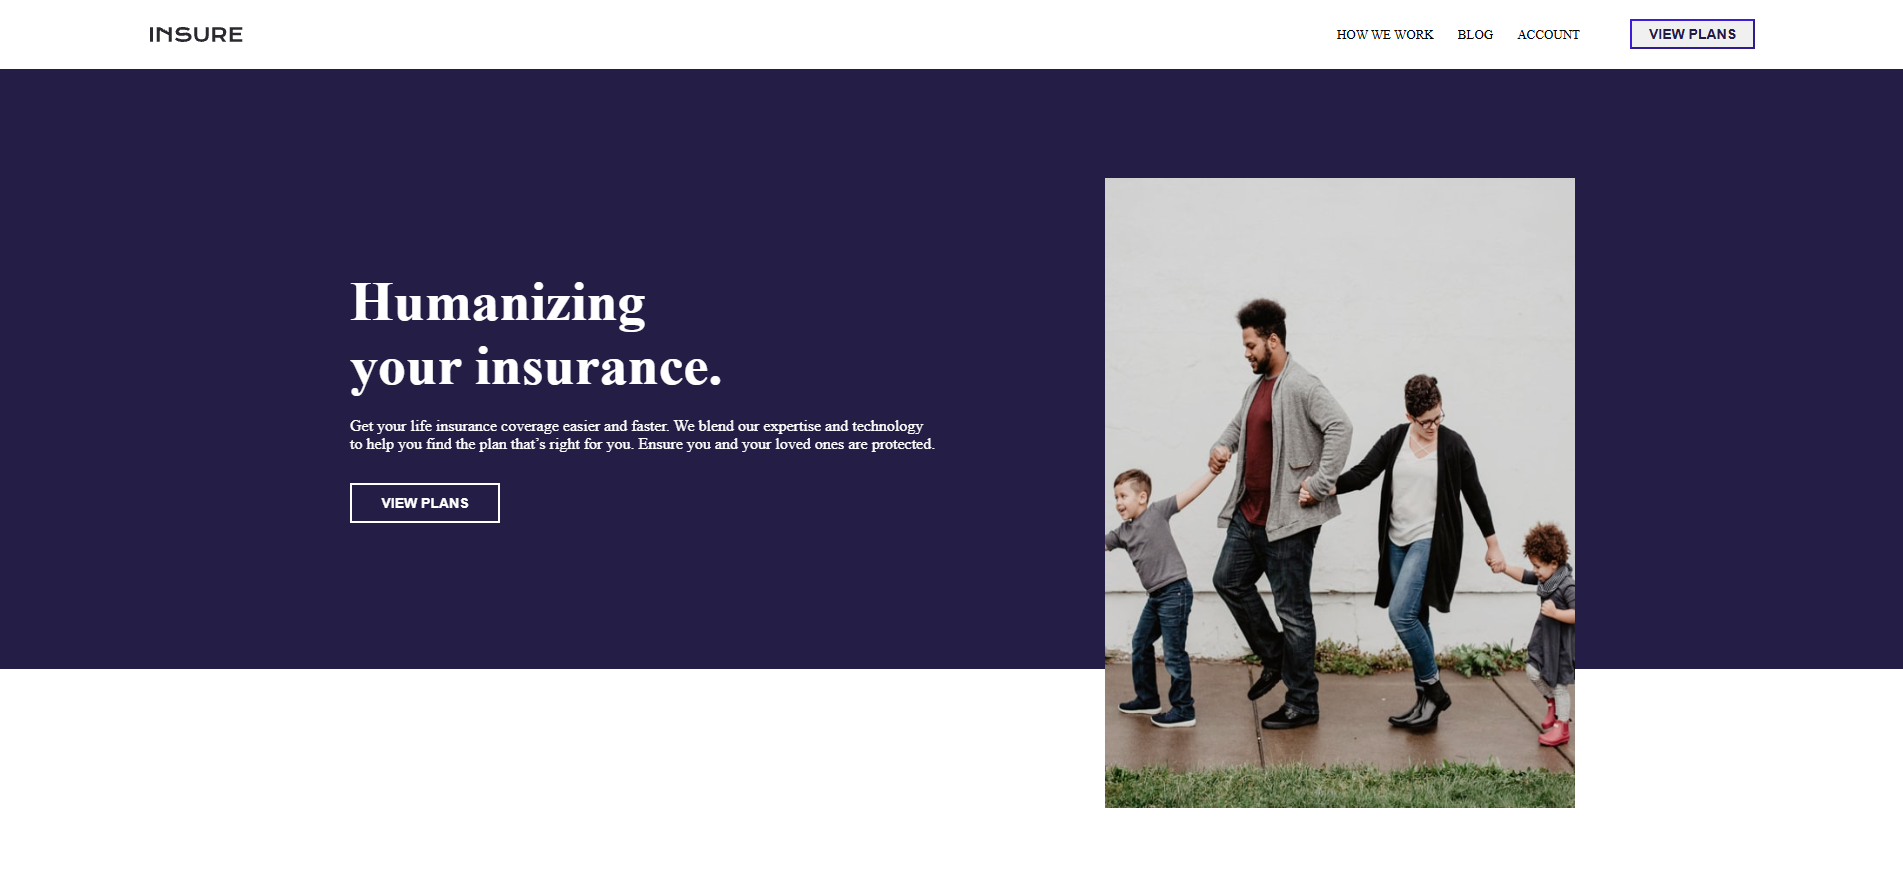 INSURE
HOW WE WORK
BLOG
ACCOUNT
VIEW PLANS
Humanizing
your insurance.
Get your life insurance coverage easier and faster. We blend our expertise and technology
to help you find the plan that’s right for you. Ensure you and your loved ones are protected.
VIEW PLANS